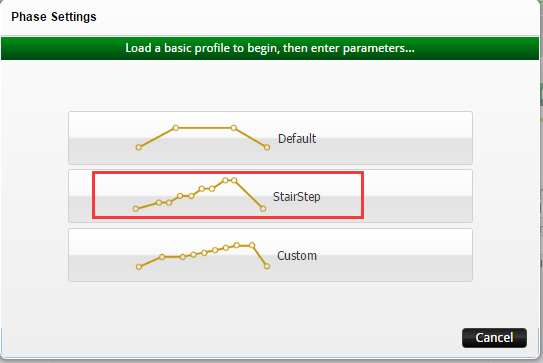 Phase Settings
Load a basic profile to begin, then enter parameters...
Default
StairStep
Custom
Cancel